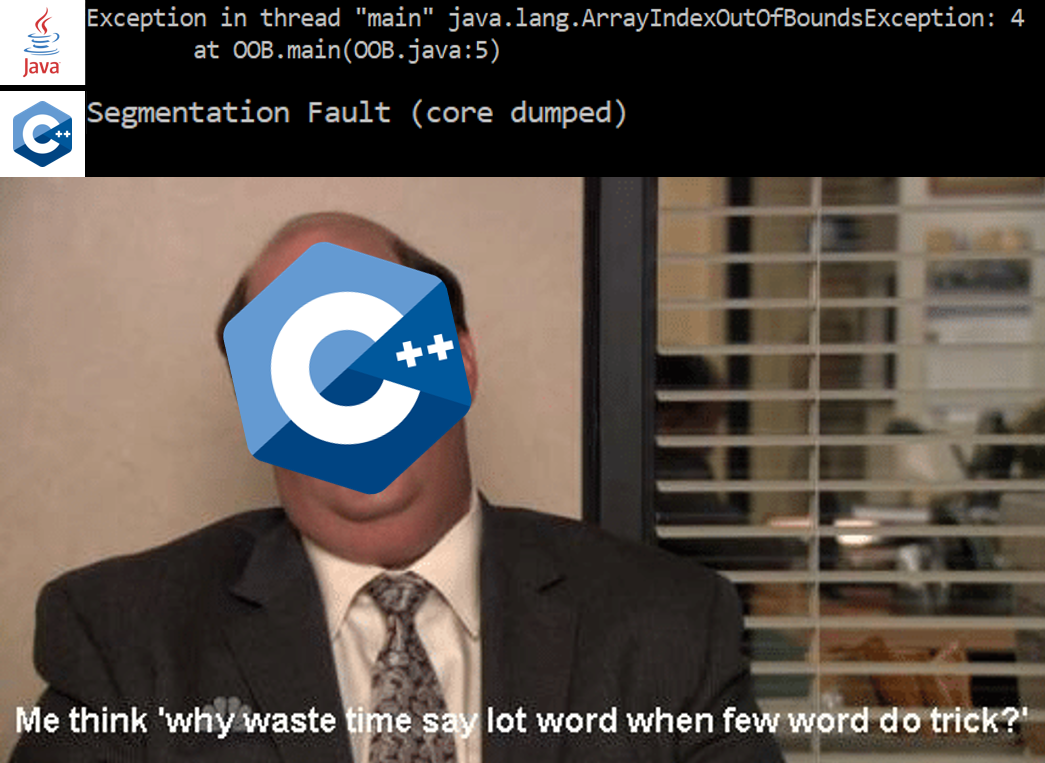 Exception in thread "main" java.lang.ArrayIndexOutOfBoundsException: 4
at OOB.main(OOB.java:5)
Java
Segmentation Fault (core dumped)
C++
C++
Me think 'why waste time say lot word when few word do trick?'